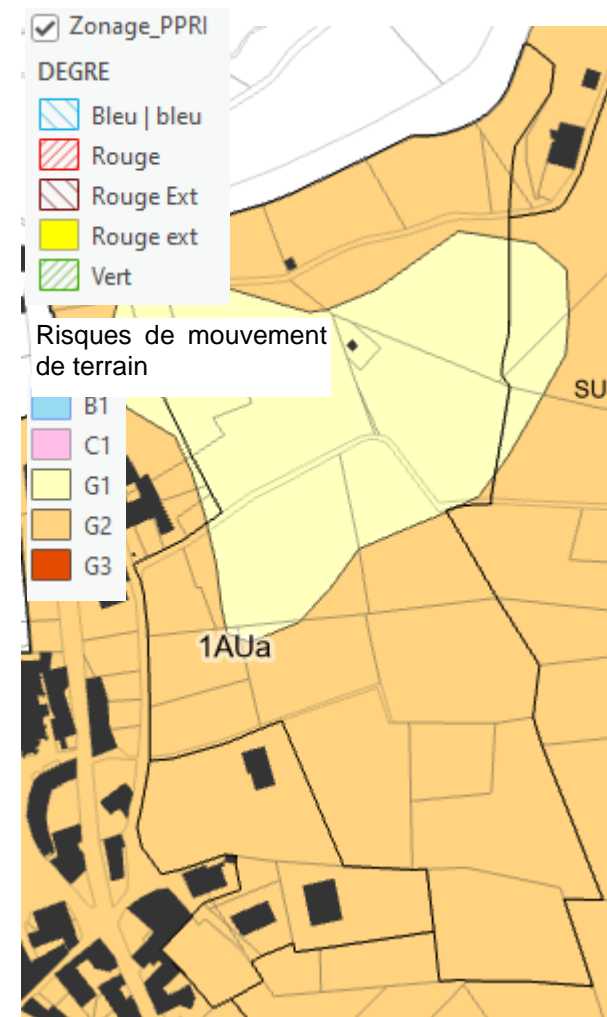 Zonage_PPRI
DEGRE
Bleu | bleu
Rouge
Rouge Ext
Rouge ext
Vert
Risques de mouvement
de terrain
B1
C1
G1
G2
G3
SU
1AUa